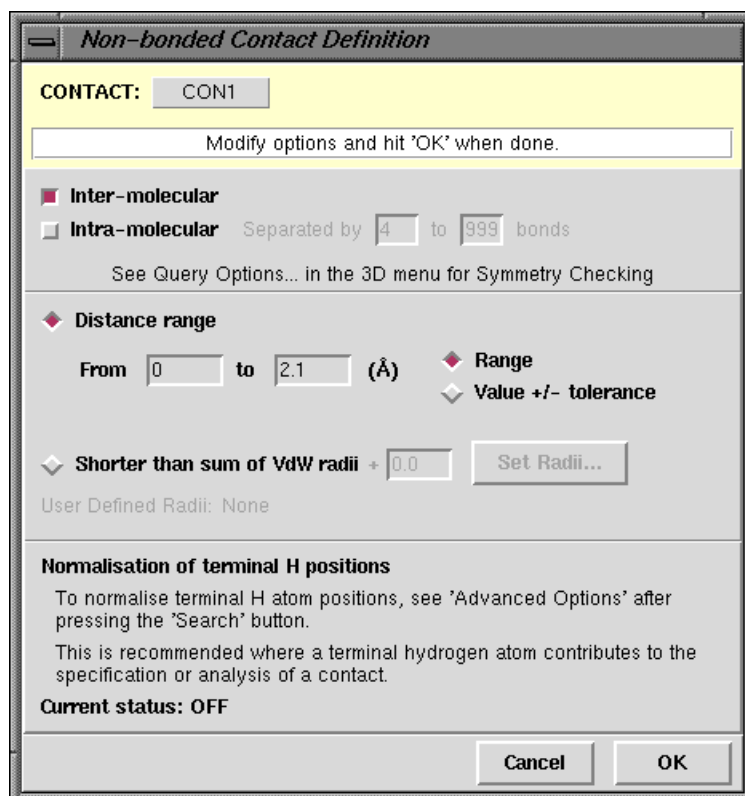 Non-bonded Contact Definition
CONTACT: CON1
Modify options and hit 'OK' when done.
Inter-molecular
Intra-molecular Separated by 4 to 999 bonds
See Query Options... in the 3D menu for Symmetry Checking
Distance range
From 0 to 2.1 (Å) Range
Value +/- tolerance
Shorter than sum of VdW radii + 0.0 Set Radii...
User Defined Radii: None
Normalisation of terminal H positions
To normalise terminal H atom positions, see 'Advanced Options' after
pressing the 'Search' button.
This is recommended where a terminal hydrogen atom contributes to the
specification or analysis of a contact.
Current status: OFF
Cancel OK